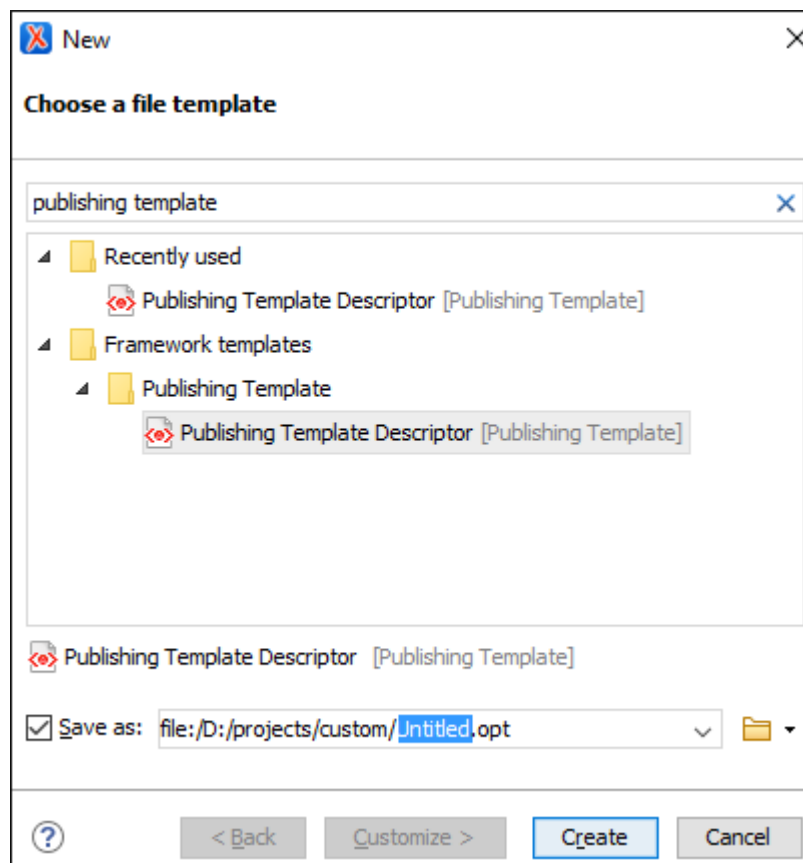 New
Choose a file template
publishing template
Recently used
Publishing Template Descriptor [Publishing Template]
Framework templates
Publishing Template
Publishing Template Descriptor [Publishing Template]
Publishing Template Descriptor [Publishing Template]
Save as: file:/D:/projects/custom/Untitled.opt
? < Back Customize > Create Cancel